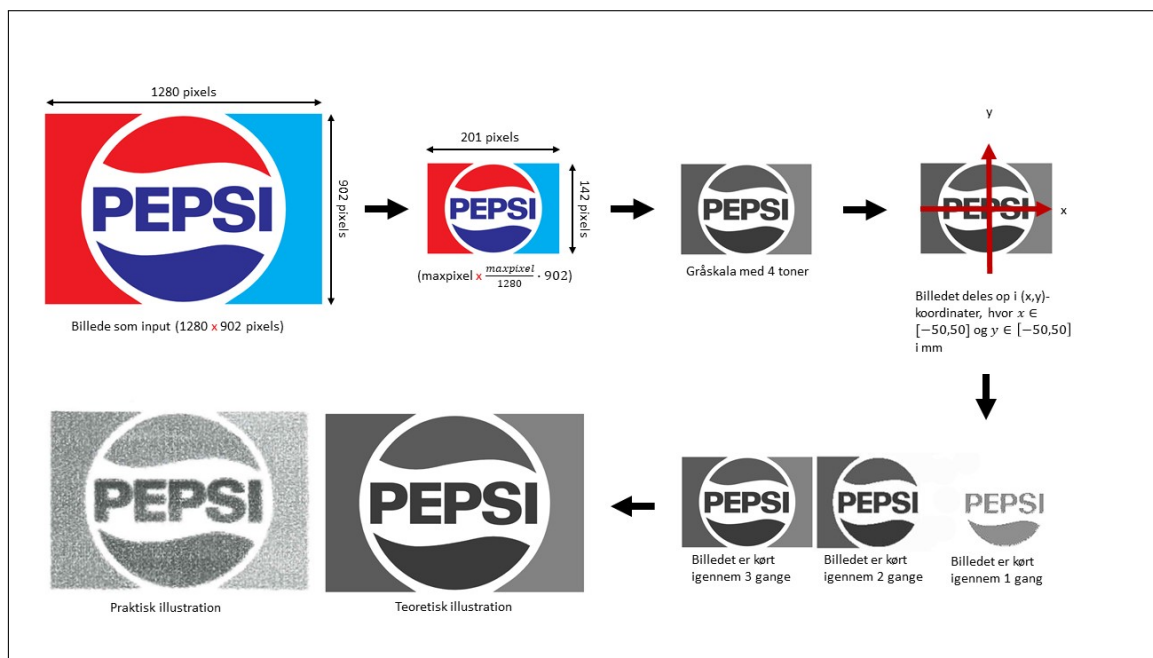 1280 pixels
902 pixels
PEPSI
Billede som input (1280 x 902 pixels)
201 pixels
142 pixels
PEPSI
(maxpixel x maxpixel/1280 · 902)
PEPSI
Gråskala med 4 toner
y
x
PEPSI
Billedet deles op i (x,y)-
koordinater, hvor x ∈
[−50,50] og y ∈ [−50,50]
i mm
PEPSI
Billedet er kørt
igennem 3 gange
PEPSI
Billedet er kørt
igennem 2 gange
PEPSI
Billedet er kørt
igennem 1 gang
PEPSI
Teoretisk illustration
PEPSI
Praktisk illustration